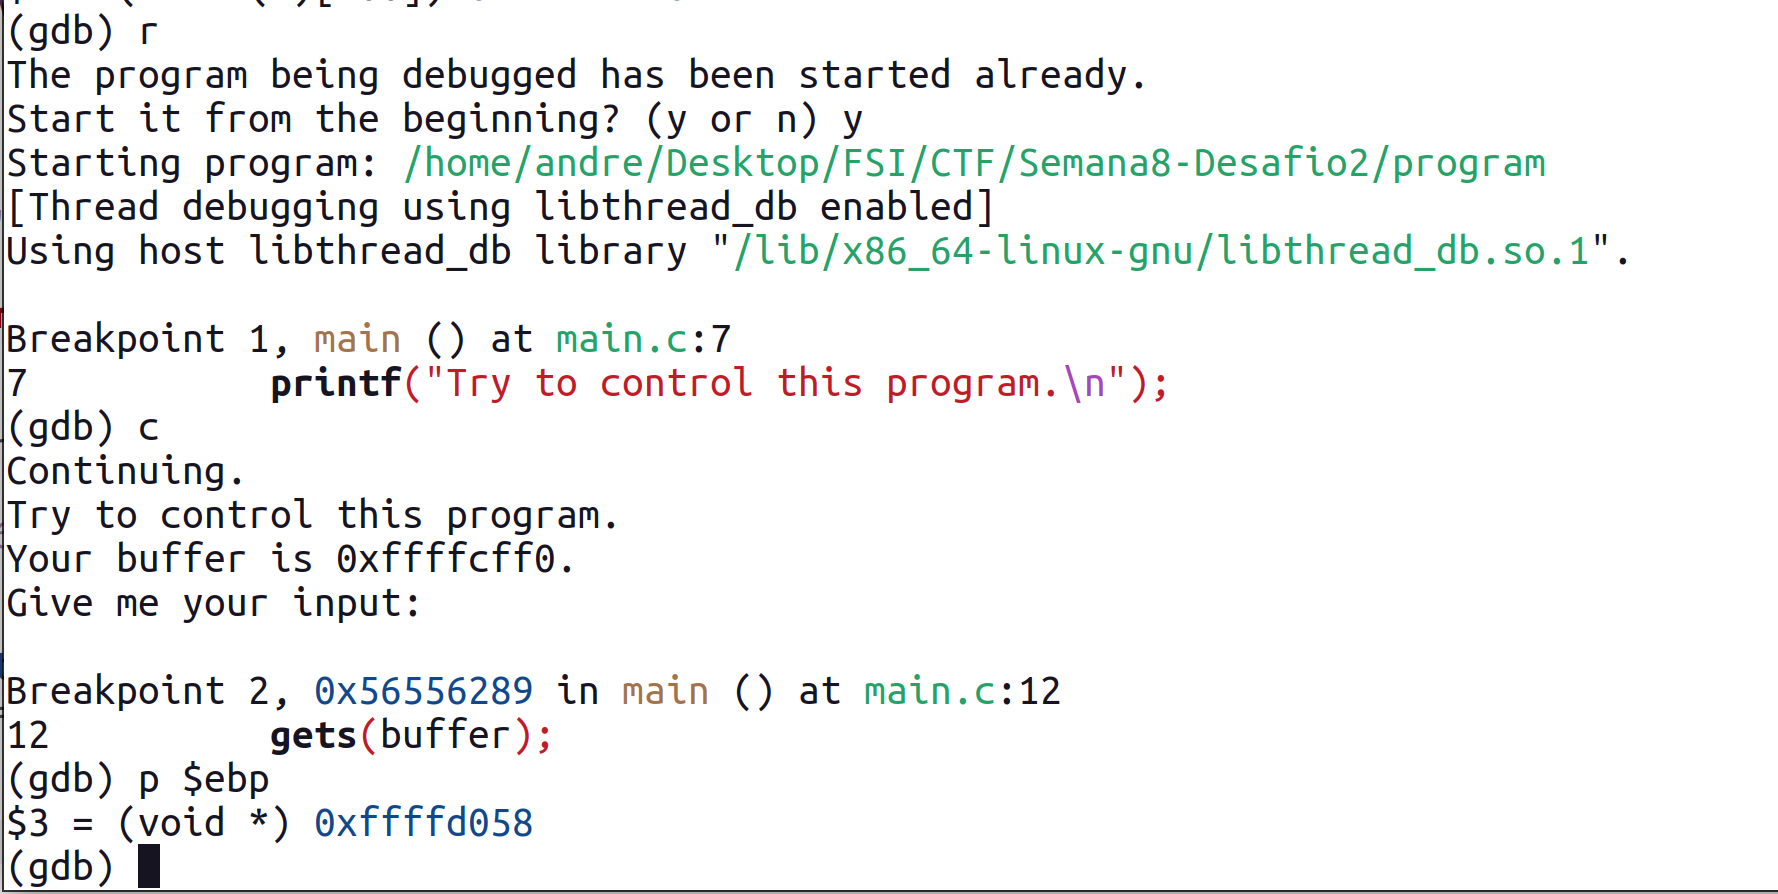 (gdb) r
The program being debugged has been started already.
Start it from the beginning? (y or n) y
Starting program: /home/andre/Desktop/FSI/CTF/Semana8-Desafio2/program
[Thread debugging using libthread_db enabled]
Using host libthread_db library "/lib/x86_64-linux-gnu/libthread_db.so.1".

Breakpoint 1, main () at main.c:7
7           printf("Try to control this program.\n");
(gdb) c
Continuing.
Try to control this program.
Your buffer is 0xffffcff0.
Give me your input:

Breakpoint 2, 0x56556289 in main () at main.c:12
12          gets(buffer);
(gdb) p $ebp
$3 = (void *) 0xffffd058
(gdb)